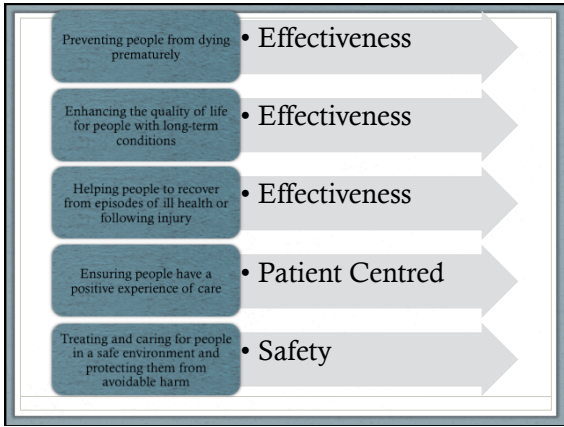 Preventing people from dying
prematurely
• Effectiveness
Enhancing the quality of life
for people with long-term
conditions
• Effectiveness
Helping people to recover
from episodes of ill health or
following injury
• Effectiveness
Ensuring people have a
positive experience of care
• Patient Centred
Treating and caring for people
in a safe environment and
protecting them from
avoidable harm
• Safety